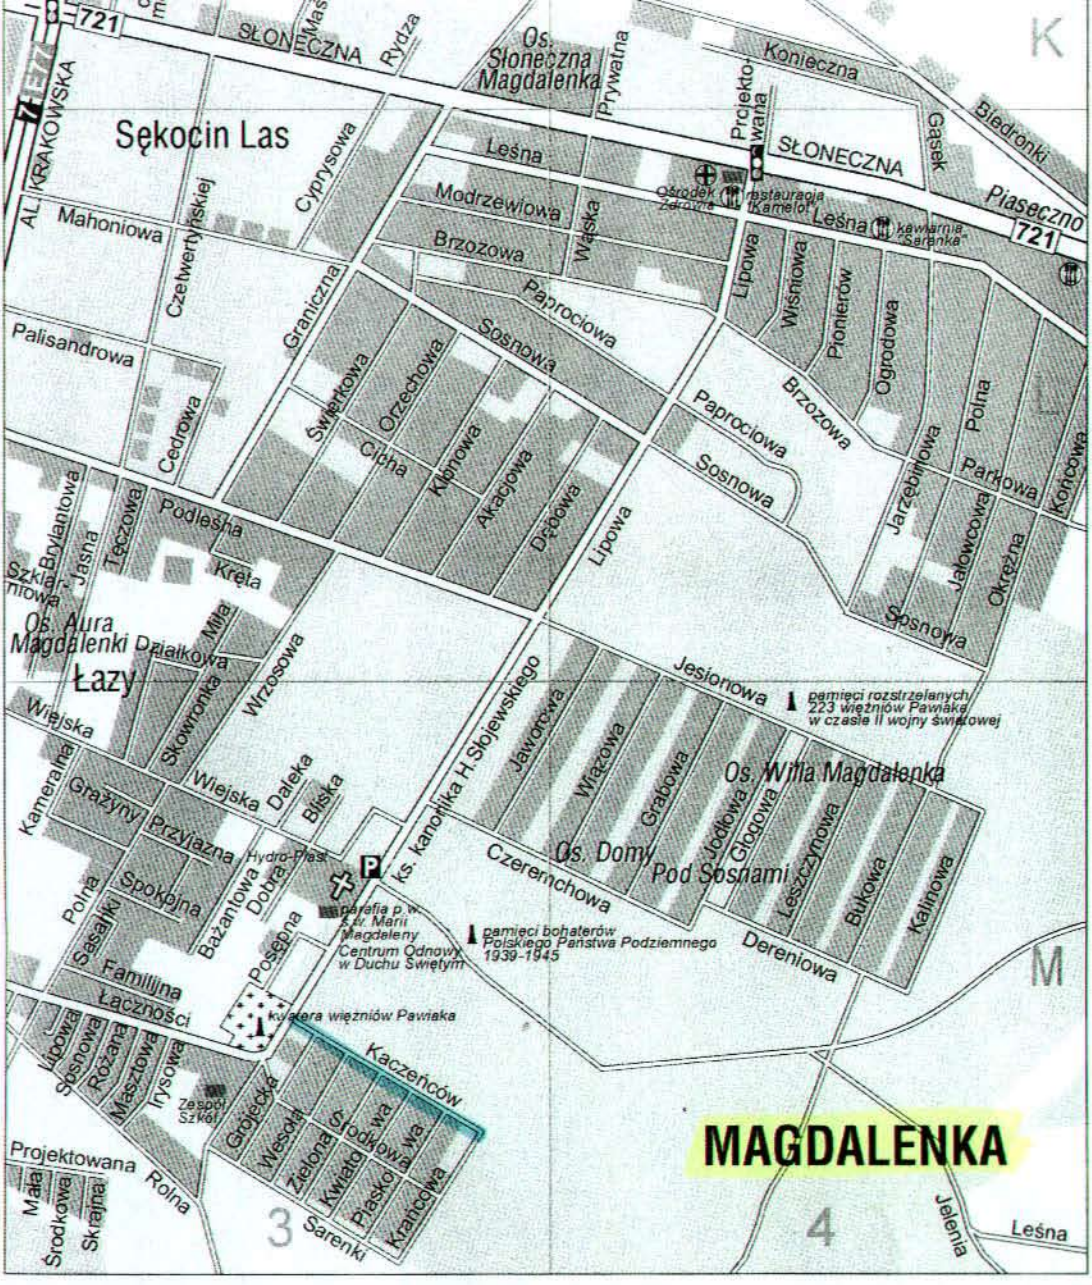 721
SŁONECZNA
Rydza
Os.
Słoneczna
Magdalenka
Prywatna
Konieczna
K
7 E77
AL. KRAKOWSKA
Sękocin Las
Cyprysowa
Leśna
Projekto-
wana
SŁONECZNA
Gąsek
Biedronki
Modrzewiowa
Ośrodek
Zdrowia
restauracja
"Kamelot"
Leśna
kawiarnia
"Saranka"
Piaseczno
721
Mahoniowa
Czetwertyńskiej
Brzozowa
Wąska
Lipowa
Wiśniowa
Pionierów
Ogrodowa
Graniczna
Paprociowa
Sosnowa
Palisandrowa
Świerkowa
Orzechowa
Cedrowa
Cicha
Klonowa
Akacjowa
Dębowa
Paprociowa
Sosnowa
Brzozowa
Polna
L
Jarzębinowa
Parkowa
Końcowa
Brylantowa
Jasna
Tęczowa
Podleśna
Lipowa
Jałowcowa
Okrężna
Szklar-
niowa
Kręta
Os. Aura
Magdalenki
Działkowa
Miła
Sosnowa
Łazy
Skowronka
Wrzosowa
Jesionowa
pamięci rozstrzelanych
223 więźniów Pawiaka
w czasie II wojny światowej
Wiejska
ks. kanonika H.Słojewskiego
Jaworowa
Wiązowa
Grabowa
Os. Willa Magdalenka
Kameralna
Grażyny
Wiejska
Daleka
Bliska
Przyjazna
Jodłowa
Głogowa
Leszczynowa
Bukowa
Kalinowa
Hydro-Plast
P
Czeremchowa
Os. Domy
Pod Sosnami
Polna
Spokojna
Sasanki
Bażantowa
Dobra
Posępna
parafia p.w.
św. Marii
Magdaleny
Centrum Odnowy
w Duchu Świętym
pamięci bohaterów
Polskiego Państwa Podziemnego
1939-1945
Dereniowa
M
Familijna
Łączności
kwatera więźniów Pawiaka
Lipowa
Sosnowa
Różana
Masztowa
Irysowa
Kaczeńców
Zespół
Szkół
Grójecka
Wesoła
Zielona
Środkowa
Kwiatowa
Piaskowa
Krańcowa
MAGDALENKA
Projektowana
Mała
Środkowa
Skrajna
Rolna
3
Sarenki
4
Jelenia
Leśna